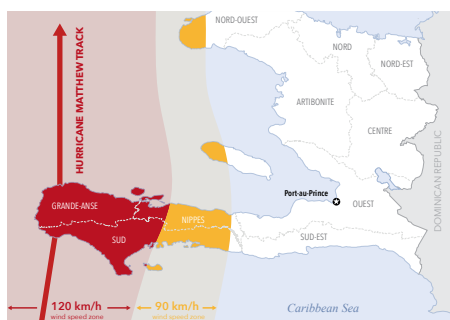 NORD-OUEST
HURRICANE MATTHEW TRACK
NORD
NORD-EST
ARTIBONITE
CENTRE
DOMINICAN REPUBLIC
Port-au-Prince
GRANDE-ANSE
OUEST
NIPPES
SUD
SUD-EST
120 km/h
wind speed zone
90 km/h
wind speed zone
Caribbean Sea